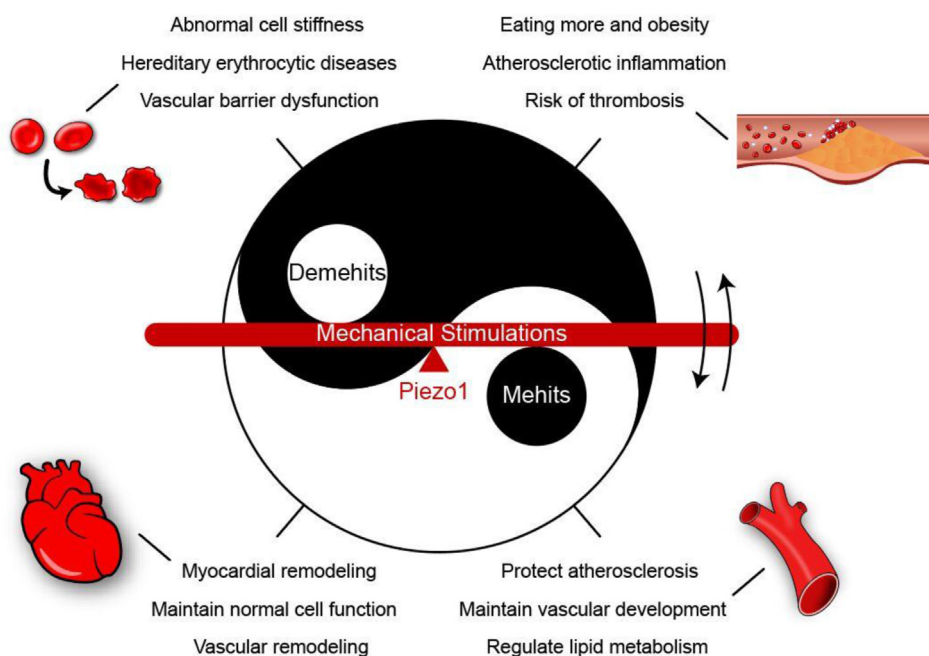 Abnormal cell stiffness
Hereditary erythrocytic diseases
Vascular barrier dysfunction
Eating more and obesity
Atherosclerotic inflammation
Risk of thrombosis
Demehits
Mechanical Stimulations
Piezo1
Mehits
Myocardial remodeling
Maintain normal cell function
Vascular remodeling
Protect atherosclerosis
Maintain vascular development
Regulate lipid metabolism